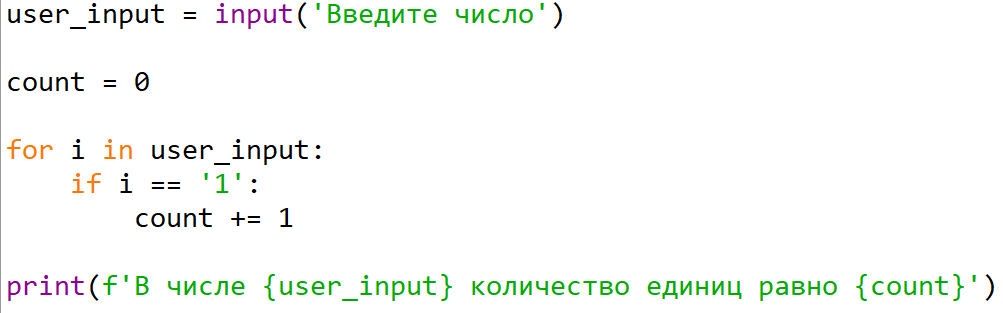 user_input = input('Введите число')
count = 0
for i in user_input:
    if i == '1':
        count += 1
print(f'В числе {user_input} количество единиц равно {count}')